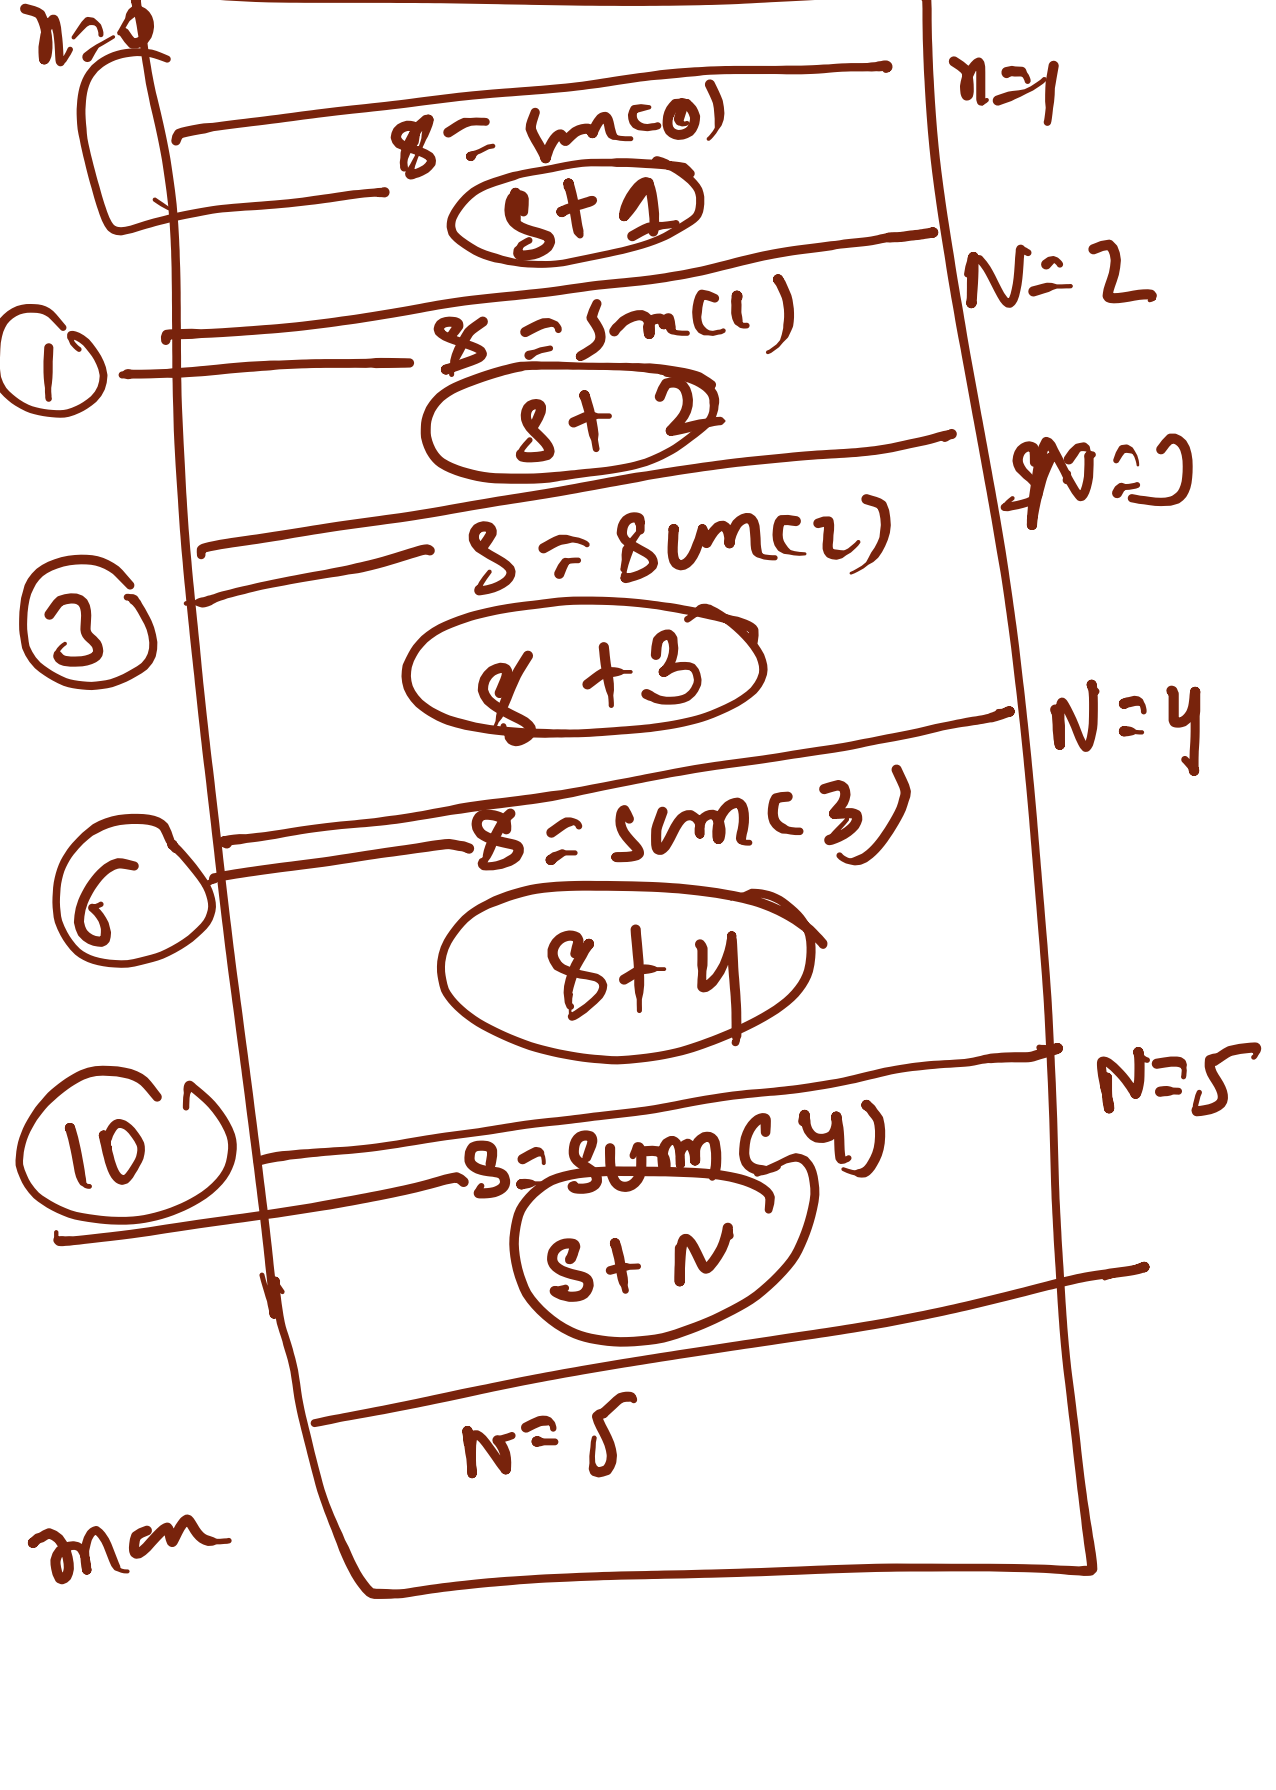 n=0
n=1
s=sum(0)
s+1
N=2
s=sum(1)
1
s+2
N=3
s=sum(2)
3
s+3
N=4
s=sum(3)
6
s+4
N=5
10
s=sum(4)
s+N
N=5